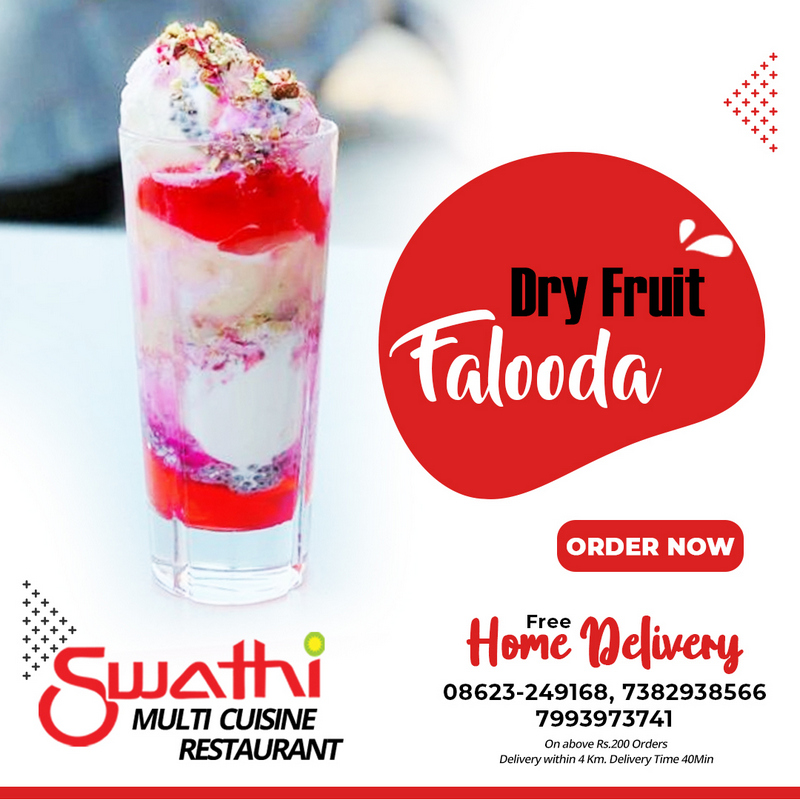 Dry Fruit
Falooda
ORDER NOW
Free
Home Delivery
08623-249168, 7382938566
7993973741
On above Rs.200 Orders
Delivery within 4 Km. Delivery Time 40Min
Swathi
MULTI CUISINE
RESTAURANT